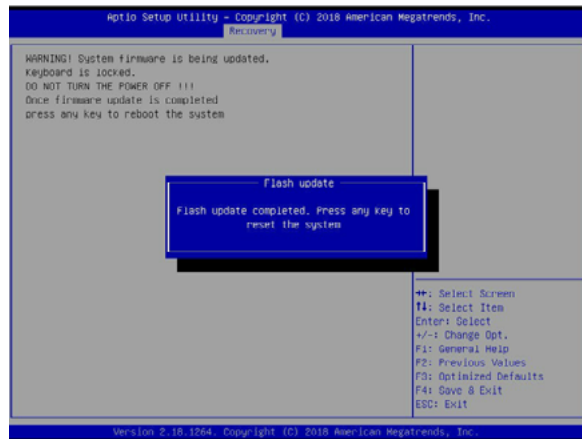 Aptio Setup Utility – Copyright (C) 2018 American Megatrends, Inc.
Recovery
WARNING! System firmware is being updated.
Keyboard is locked.
DO NOT TURN THE POWER OFF !!!
Once firmware update is completed
press any key to reboot the system
Flash update
Flash update completed. Press any key to
reset the system
→←: Select Screen
↑↓: Select Item
Enter: Select
+/-: Change Opt.
F1: General Help
F2: Previous Values
F3: Optimized Defaults
F4: Save & Exit
ESC: Exit
Version 2.18.1264. Copyright (C) 2018 American Megatrends, Inc.